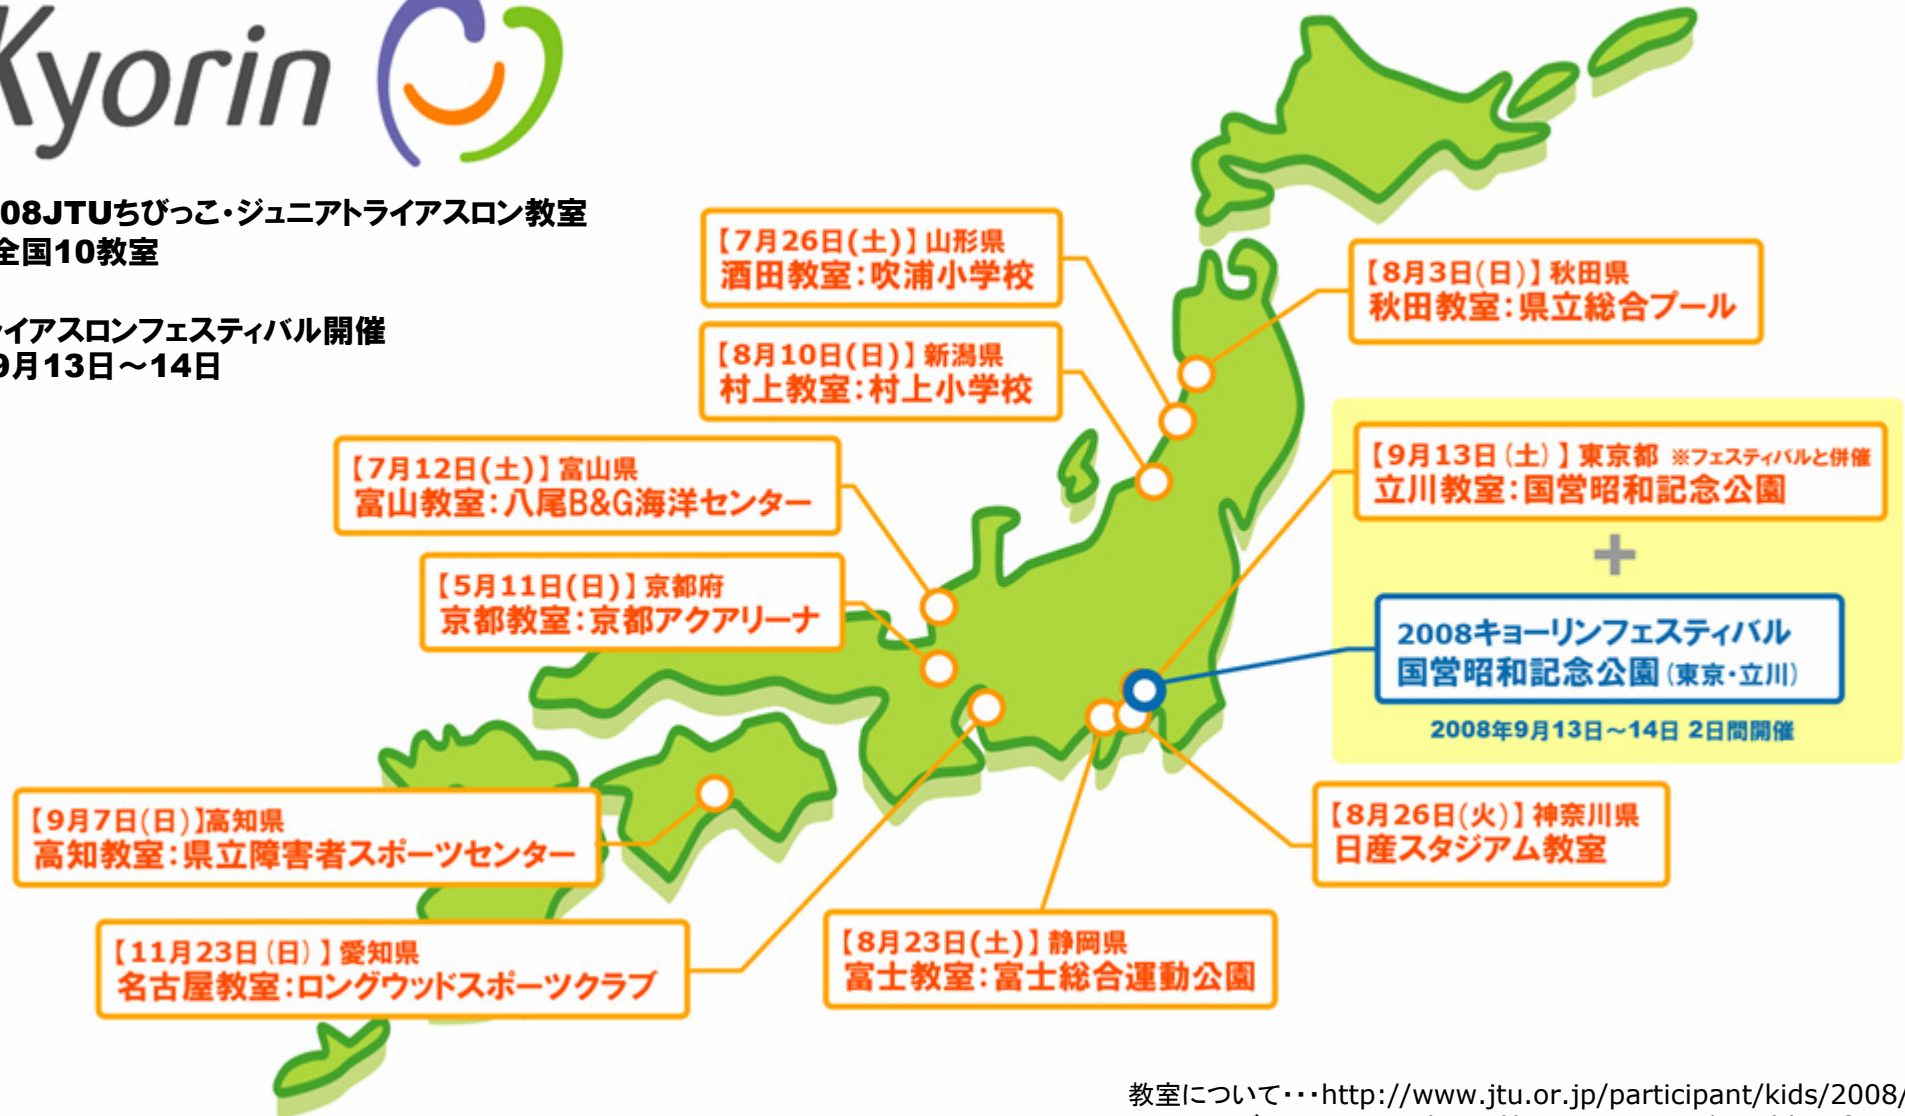 Kyorin
08JTUちびっこ・ジュニアトライアスロン教室
全国10教室
イアスロンフェスティバル開催
9月13日～14日
【7月26日(土)】山形県
酒田教室：吹浦小学校
【8月3日(日)】秋田県
秋田教室：県立総合プール
【8月10日(日)】新潟県
村上教室：村上小学校
【9月13日(土)】東京都 ※フェスティバルと併催
立川教室：国営昭和記念公園
+
2008キョーリンフェスティバル
国営昭和記念公園(東京・立川)
2008年9月13日～14日 2日間開催
【7月12日(土)】富山県
富山教室：八尾B&G海洋センター
【5月11日(日)】京都府
京都教室：京都アクアリーナ
【9月7日(日)】高知県
高知教室：県立障害者スポーツセンター
【8月26日(火)】神奈川県
日産スタジアム教室
【11月23日(日)】愛知県
名古屋教室：ロングウッドスポーツクラブ
【8月23日(土)】静岡県
富士教室：富士総合運動公園
教室について・・・http://www.jtu.or.jp/participant/kids/2008/